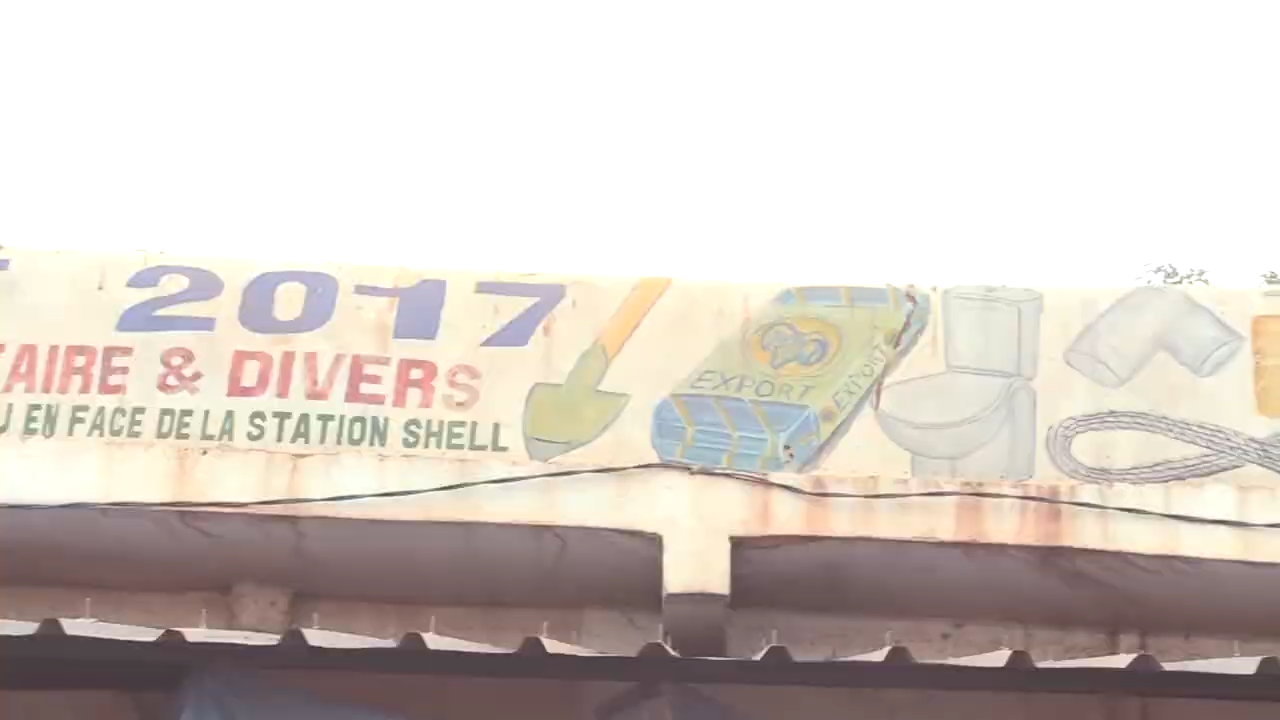 2017
AIRE & DIVERS
EN FACE DE LA STATION SHELL
EXPORT
EXPORT